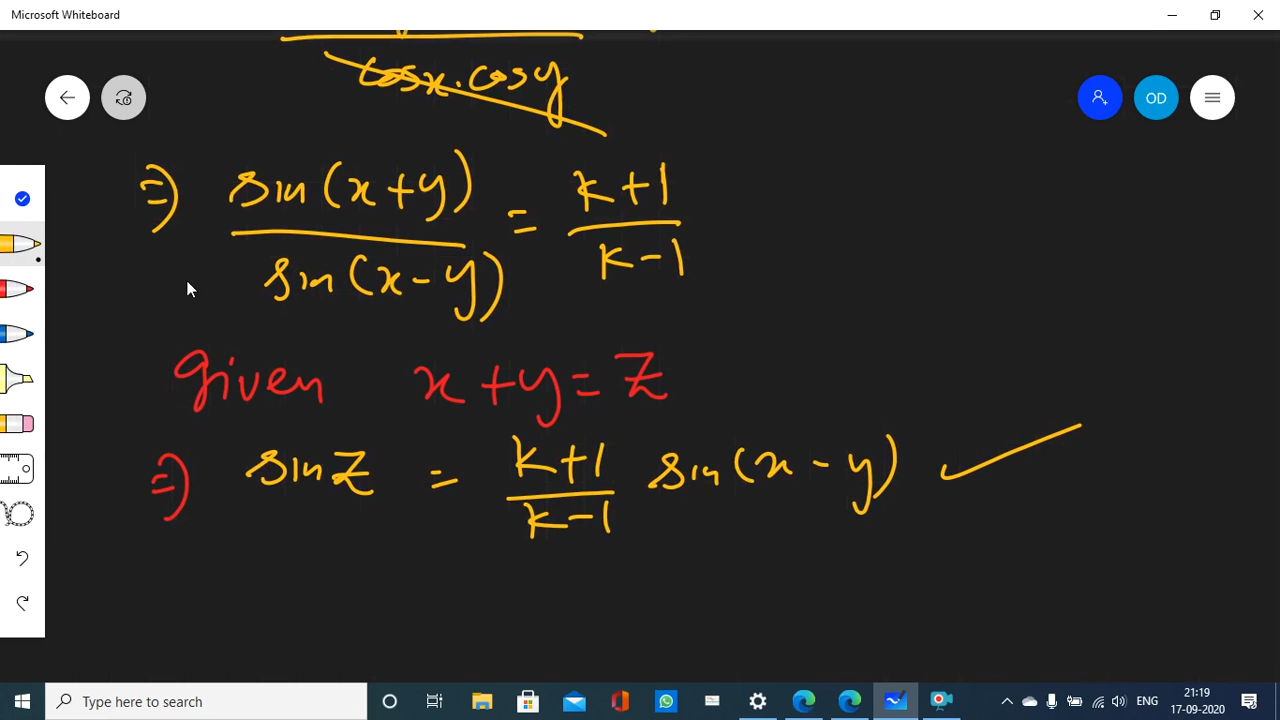 Microsoft Whiteboard
cosx.cosy
OD
=) sin(x+y) / sin(x-y) = k+1 / k-1
given x+y=Z
=) sinZ = k+1 / k-1 sin(x-y) ✓
Type here to search
ENG
21:19
17-09-2020